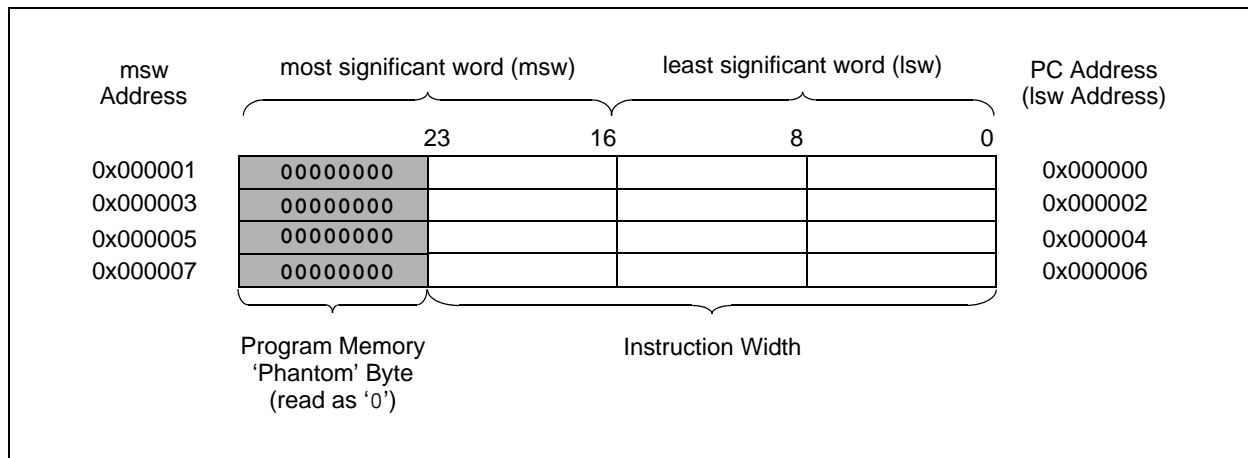 msw
Address
most significant word (msw)
least significant word (lsw)
PC Address
(lsw Address)
23
16
8
0
0x000001
00000000
0x000000
0x000003
00000000
0x000002
0x000005
00000000
0x000004
0x000007
00000000
0x000006
Program Memory
‘Phantom’ Byte
(read as ‘0’)
Instruction Width